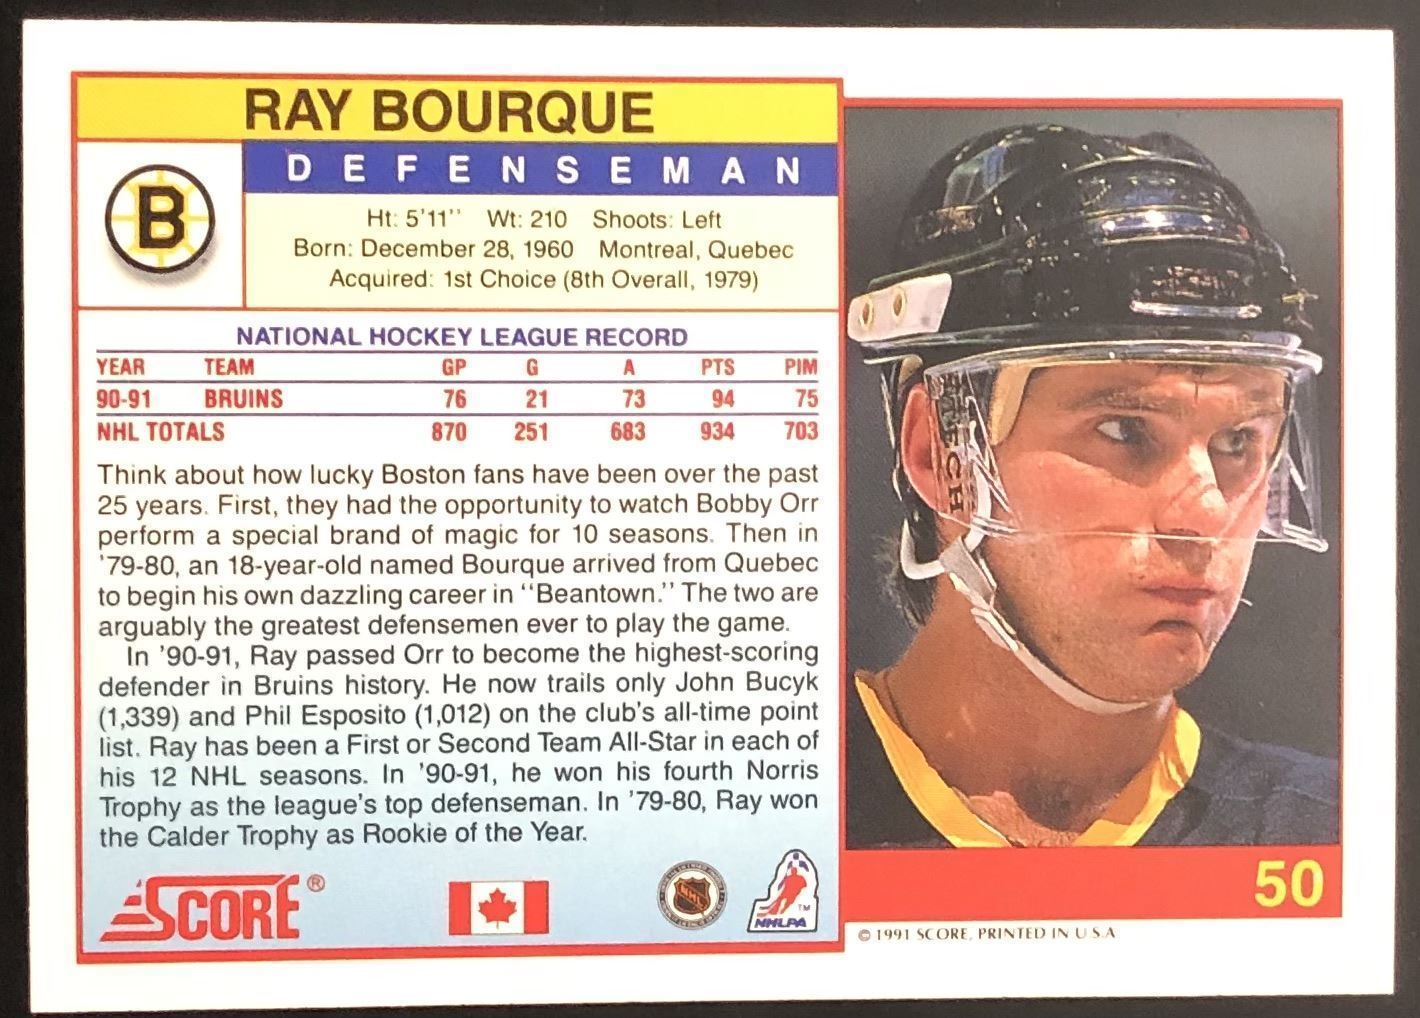 RAY BOURQUE
B
DEFENSEMAN
Ht: 5'11'' Wt: 210 Shoots: Left
Born: December 28, 1960 Montreal, Quebec
Acquired: 1st Choice (8th Overall, 1979)
NATIONAL HOCKEY LEAGUE RECORD
YEAR TEAM GP G A PTS PIM
90-91 BRUINS 76 21 73 94 75
NHL TOTALS 870 251 683 934 703
Think about how lucky Boston fans have been over the past
25 years. First, they had the opportunity to watch Bobby Orr
perform a special brand of magic for 10 seasons. Then in
'79-80, an 18-year-old named Bourque arrived from Quebec
to begin his own dazzling career in ''Beantown.'' The two are
arguably the greatest defensemen ever to play the game.
In '90-91, Ray passed Orr to become the highest-scoring
defender in Bruins history. He now trails only John Bucyk
(1,339) and Phil Esposito (1,012) on the club's all-time point
list. Ray has been a First or Second Team All-Star in each of
his 12 NHL seasons. In '90-91, he won his fourth Norris
Trophy as the league's top defenseman. In '79-80, Ray won
the Calder Trophy as Rookie of the Year.
SCORE ®
NHL
NHLPA TM
50
© 1991 SCORE, PRINTED IN U.S.A